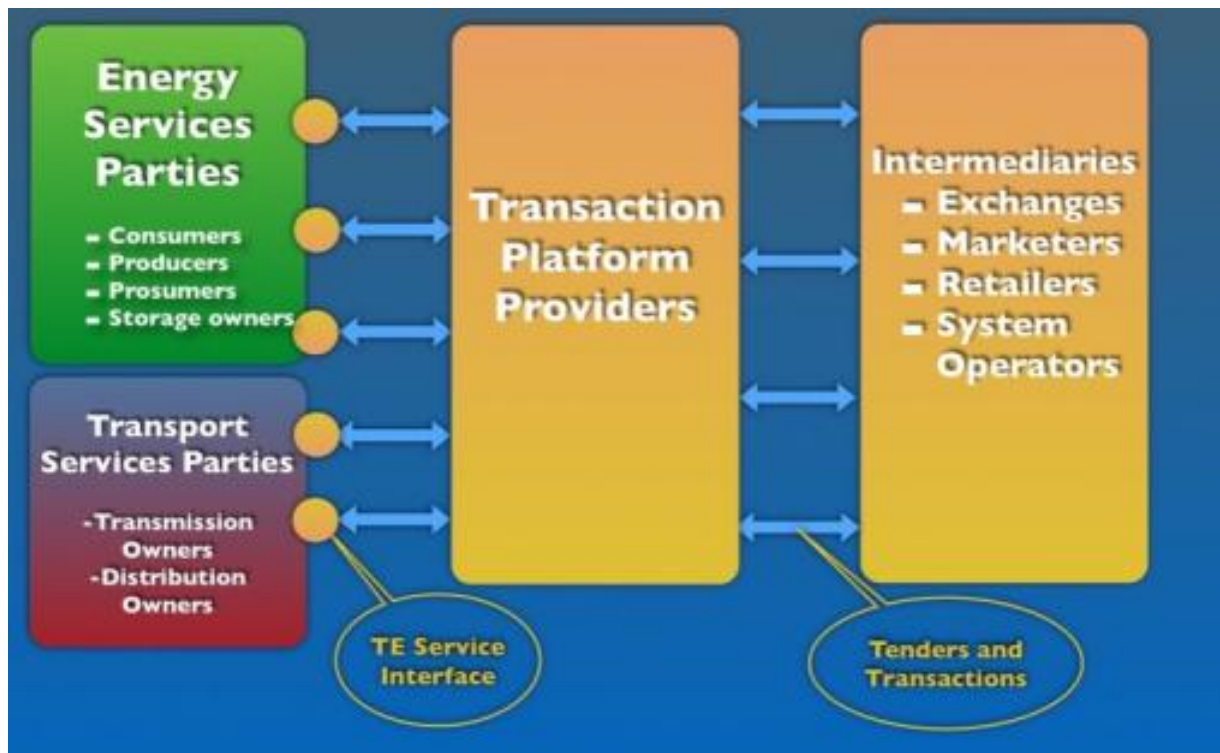 Energy
Services
Parties
- Consumers
- Producers
- Prosumers
- Storage owners
Transport
Services Parties
-Transmission
Owners
-Distribution
Owners
Transaction
Platform
Providers
Intermediaries
- Exchanges
- Marketers
- Retailers
- System
Operators
TE Service
Interface
Tenders and
Transactions